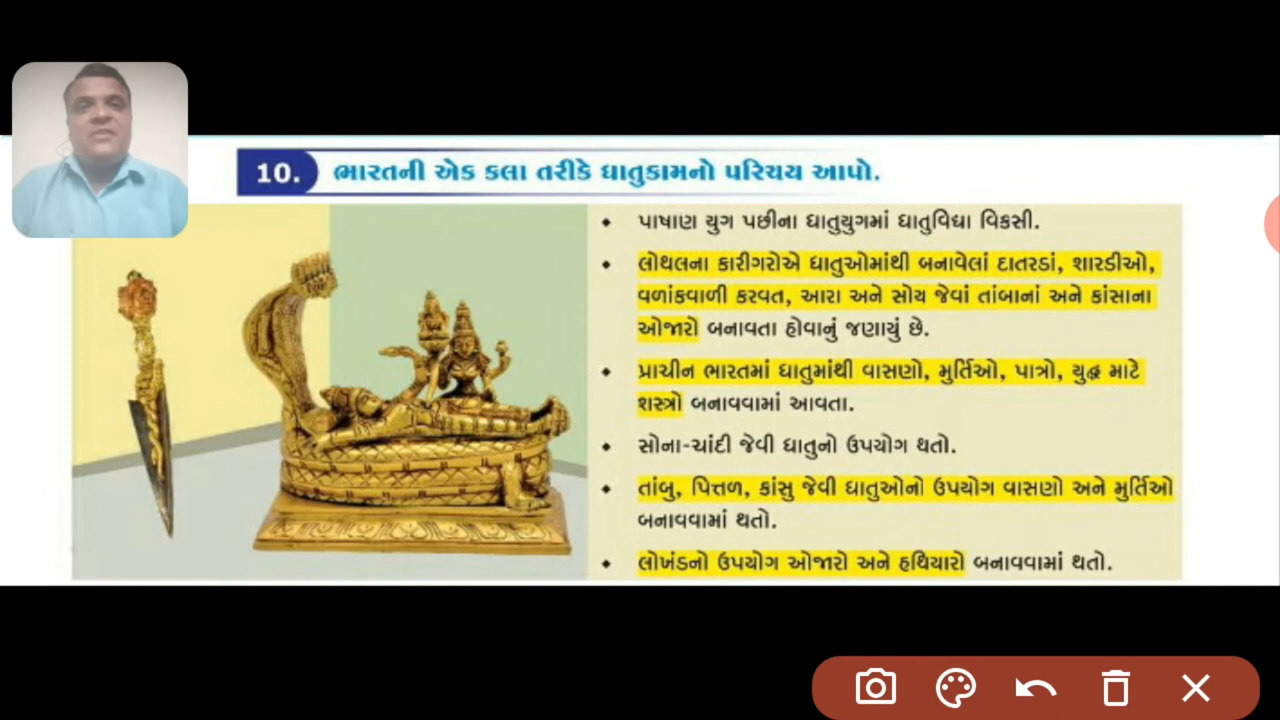 10. ભારતની એક કલા તરીકે ધાતુકામનો પરિચય આપો.
• પાષાણ યુગ પછીના ધાતુયુગમાં ધાતુવિદ્યા વિકસી.
• લોથલના કારીગરોએ ધાતુઓમાંથી બનાવેલાં દાતરડાં, શારડીઓ,
વળાંકવાળી કરવત, આરા અને સોય જેવાં તાંબાનાં અને કાંસાના
ઓજારો બનાવતા હોવાનું જણાયું છે.
• પ્રાચીન ભારતમાં ધાતુમાંથી વાસણો, મુર્તિઓ, પાત્રો, યુદ્ધ માટે
શસ્ત્રો બનાવવામાં આવતા.
• સોના-ચાંદી જેવી ધાતુનો ઉપયોગ થતો.
• તાંબુ, પિત્તળ, કાંસુ જેવી ધાતુઓનો ઉપયોગ વાસણો અને મુર્તિઓ
બનાવવામાં થતો.
• લોખંડનો ઉપયોગ ઓજારો અને હથિયારો બનાવવામાં થતો.